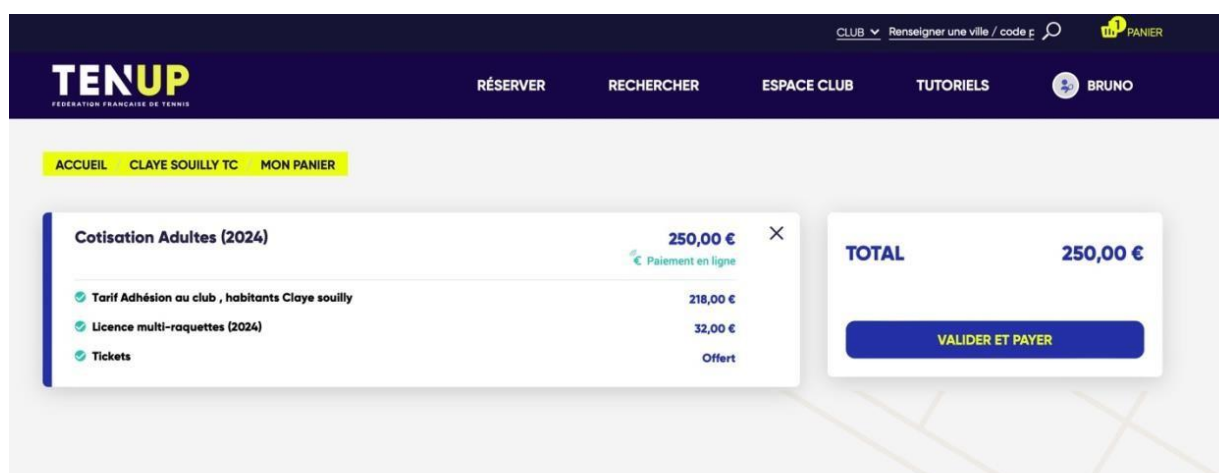 CLUB Renseigner une ville / code p 1 PANIER
TENUP RÉSERVER RECHERCHER ESPACE CLUB TUTORIELS BRUNO
FÉDÉRATION FRANÇAISE DE TENNIS
ACCUEIL CLAYE SOUILLY TC MON PANIER
Cotisation Adultes (2024) 250,00 €
€ Paiement en ligne
TOTAL 250,00 €
Tarif Adhésion au club , habitants Claye souilly 218,00 €
Licence multi-raquettes (2024) 32,00 €
VALIDER ET PAYER
Tickets Offert